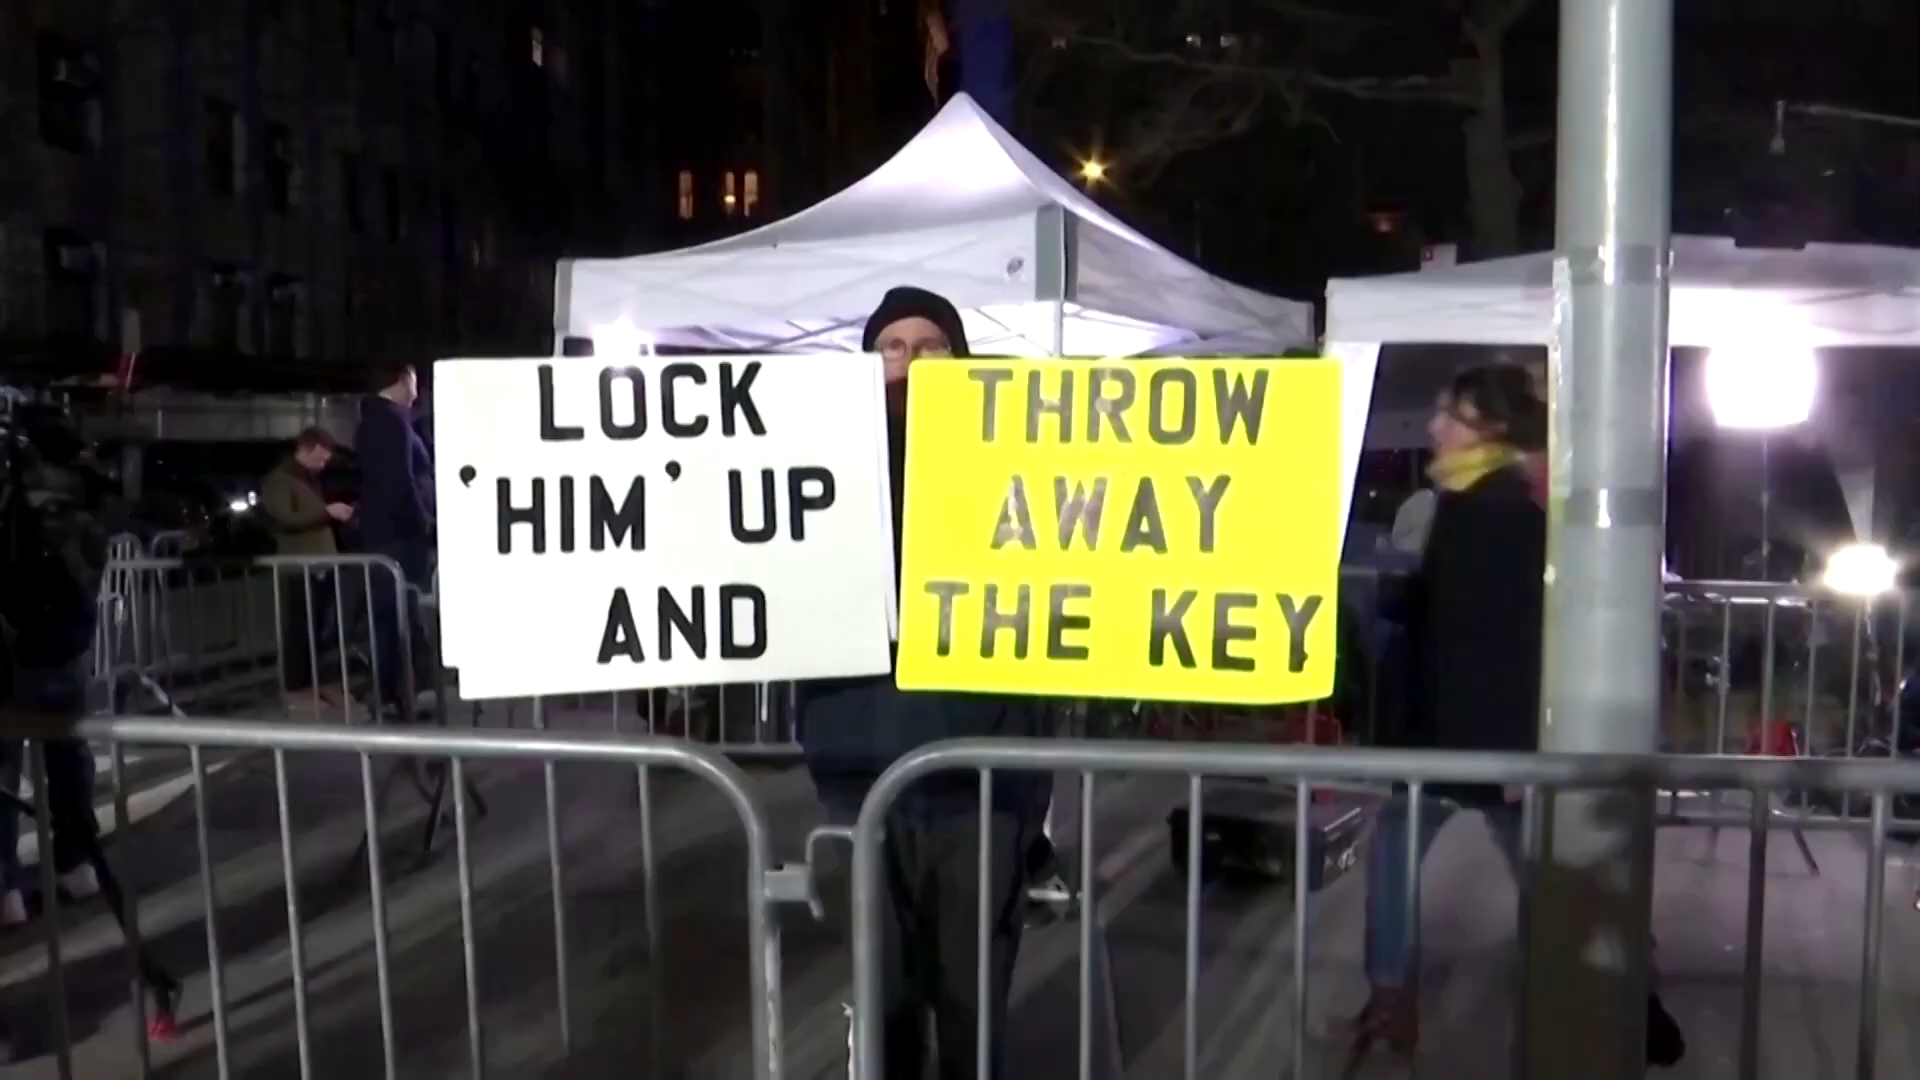 LOCK
'HIM' UP
AND
THROW
AWAY
THE KEY